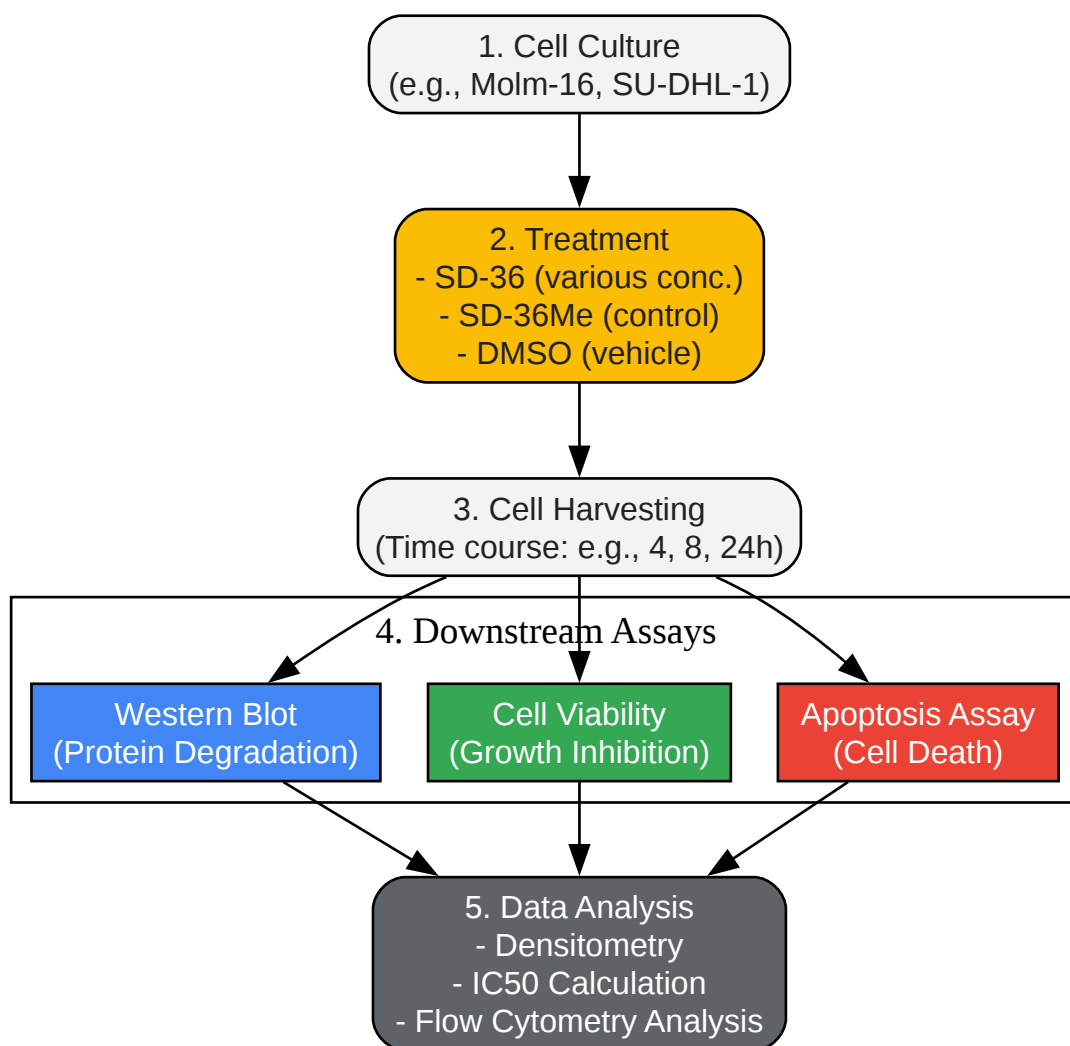 1. Cell Culture
(e.g., Molm-16, SU-DHL-1)
2. Treatment
- SD-36 (various conc.)
- SD-36Me (control)
- DMSO (vehicle)
3. Cell Harvesting
(Time course: e.g., 4, 8, 24h)
4. Downstream Assays
Western Blot
(Protein Degradation)
Cell Viability
(Growth Inhibition)
Apoptosis Assay
(Cell Death)
5. Data Analysis
- Densitometry
- IC50 Calculation
- Flow Cytometry Analysis